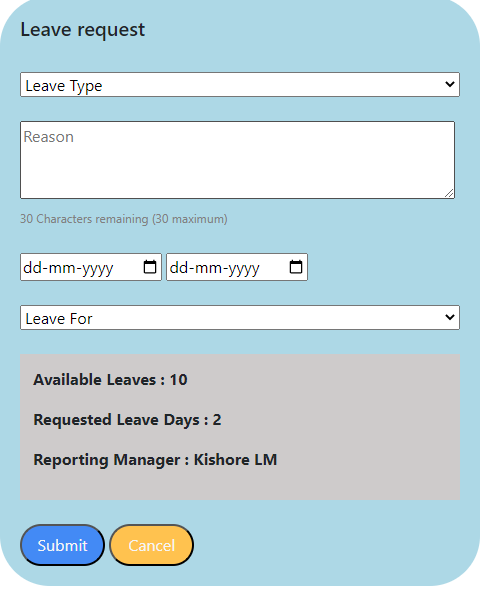 Leave request
Leave Type
Reason
30 Characters remaining (30 maximum)
dd-mm-yyyy dd-mm-yyyy
Leave For
Available Leaves : 10
Requested Leave Days : 2
Reporting Manager : Kishore LM
Submit Cancel